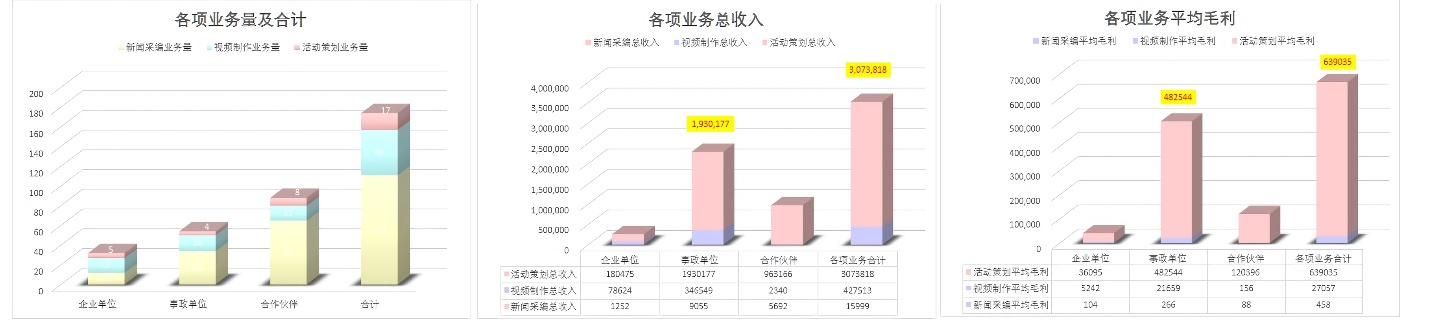 各项业务量及合计
新闻采编业务量 视频制作业务量 活动策划业务量
200
180
160
140
120
100
80
60
40
20
0
5
4
8
17
企业单位 事政单位 合作伙伴 合计
各项业务总收入
新闻采编总收入 视频制作总收入 活动策划总收入
4,000,000
3,500,000
3,000,000
2,500,000
2,000,000
1,500,000
1,000,000
500,000
0
1,930,177
3,073,818
企业单位 事政单位 合作伙伴 各项业务合计
活动策划总收入 180475 1930177 963166 3073818
视频制作总收入 78624 346549 2340 427513
新闻采编总收入 1252 9055 5692 15999
各项业务平均毛利
新闻采编平均毛利 视频制作平均毛利 活动策划平均毛利
700,000
600,000
500,000
400,000
300,000
200,000
100,000
0
482544
639035
企业单位 事政单位 合作伙伴 各项业务合计
活动策划平均毛利 36095 482544 120396 639035
视频制作平均毛利 5242 21659 156 27057
新闻采编平均毛利 104 266 88 458